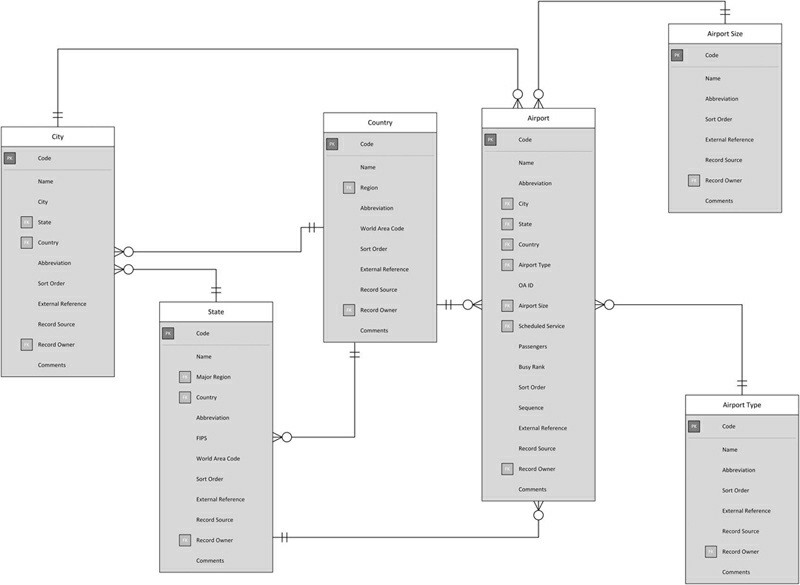 Airport Size
PK Code
Name
Abbreviation
Sort Order
External Reference
Record Source
FK Record Owner
Comments
City
PK Code
Name
City
FK State
FK Country
Abbreviation
Sort Order
External Reference
Record Source
FK Record Owner
Comments
Country
PK Code
Name
FK Region
Abbreviation
World Area Code
Sort Order
External Reference
Record Source
FK Record Owner
Comments
Airport
PK Code
Name
Abbreviation
FK City
FK State
FK Country
FK Airport Type
OA ID
FK Airport Size
FK Scheduled Service
Passengers
Busy Rank
Sort Order
Sequence
External Reference
Record Source
FK Record Owner
Comments
State
PK Code
Name
FK Major Region
FK Country
Abbreviation
FIPS
World Area Code
Sort Order
External Reference
Record Source
FK Record Owner
Comments
Airport Type
PK Code
Name
Abbreviation
Sort Order
External Reference
Record Source
FK Record Owner
Comments